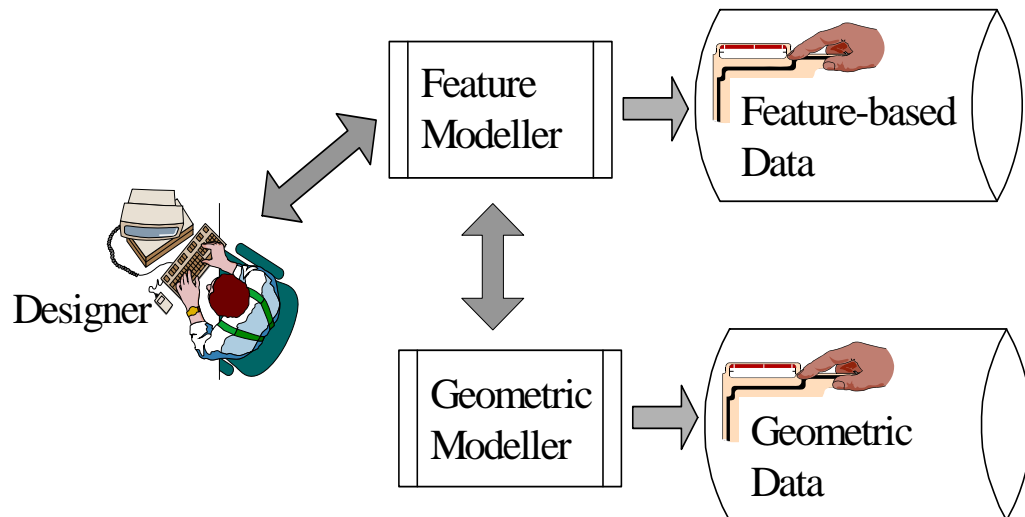 Feature
Modeller
Feature-based
Data
Designer
Geometric
Modeller
Geometric
Data